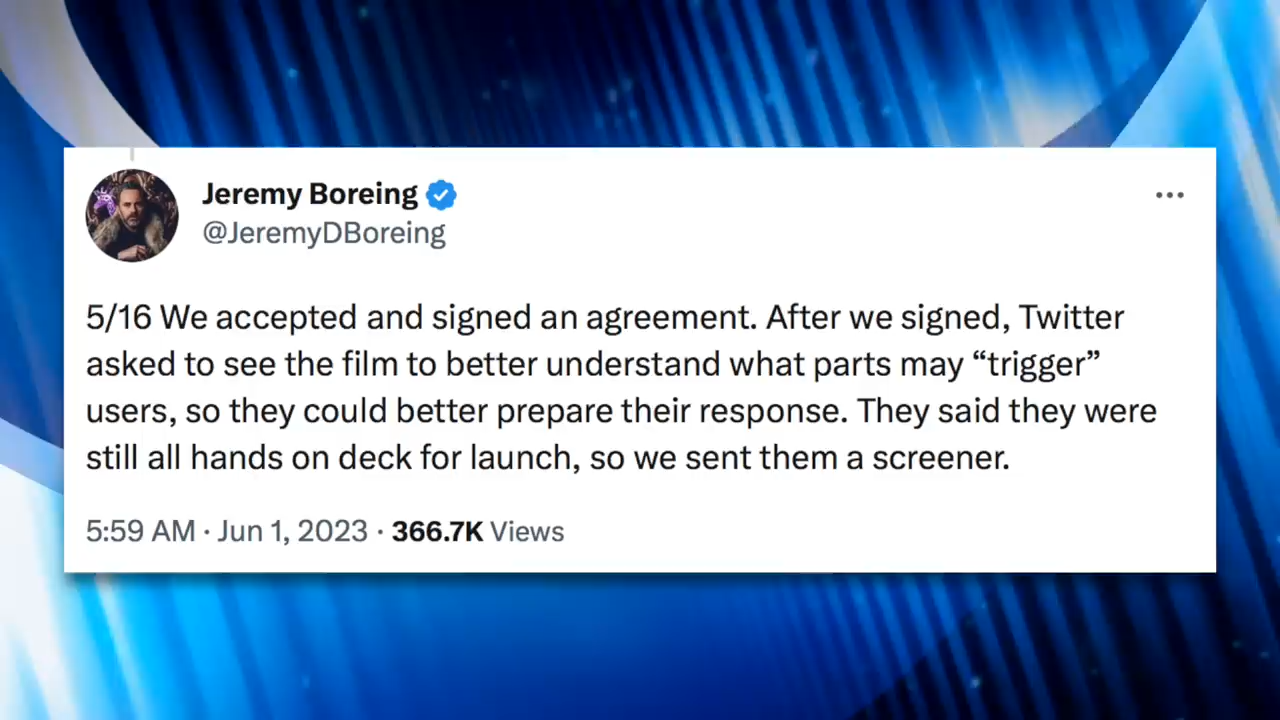 Jeremy Boreing
@JeremyDBoreing
5/16 We accepted and signed an agreement. After we signed, Twitter
asked to see the film to better understand what parts may “trigger”
users, so they could better prepare their response. They said they were
still all hands on deck for launch, so we sent them a screener.
5:59 AM · Jun 1, 2023 · 366.7K Views